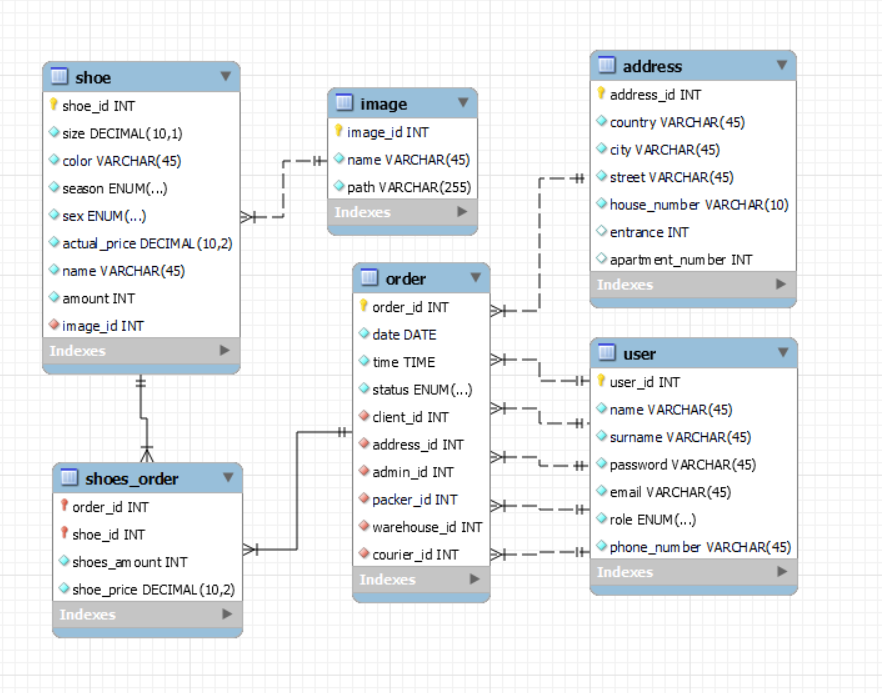 shoe
shoe_id INT
size DECIMAL(10,1)
color VARCHAR(45)
season ENUM(...)
sex ENUM(...)
actual_price DECIMAL(10,2)
name VARCHAR(45)
amount INT
image_id INT
Indexes
image
image_id INT
name VARCHAR(45)
path VARCHAR(255)
Indexes
address
address_id INT
country VARCHAR(45)
city VARCHAR(45)
street VARCHAR(45)
house_number VARCHAR(10)
entrance INT
apartment_number INT
Indexes
order
order_id INT
date DATE
time TIME
status ENUM(...)
client_id INT
address_id INT
admin_id INT
packer_id INT
warehouse_id INT
courier_id INT
Indexes
user
user_id INT
name VARCHAR(45)
surname VARCHAR(45)
password VARCHAR(45)
email VARCHAR(45)
role ENUM(...)
phone_number VARCHAR(45)
Indexes
shoes_order
order_id INT
shoe_id INT
shoes_amount INT
shoe_price DECIMAL(10,2)
Indexes